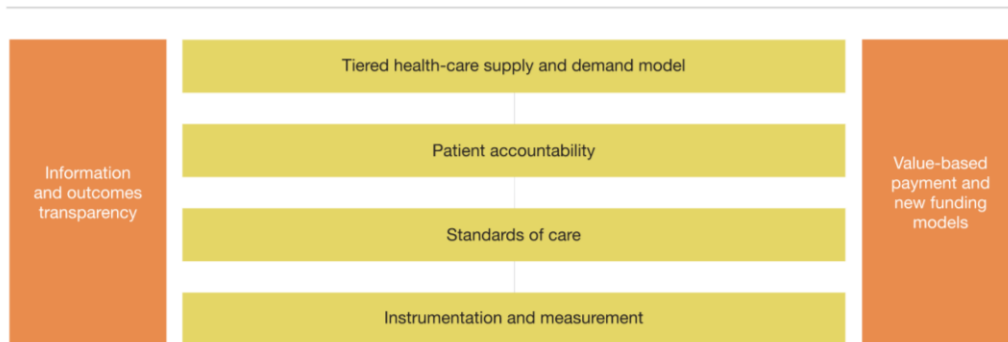 Tiered health-care supply and demand model
Patient accountability
Information
and outcomes
transparency
Value-based
payment and
new funding
models
Standards of care
Instrumentation and measurement